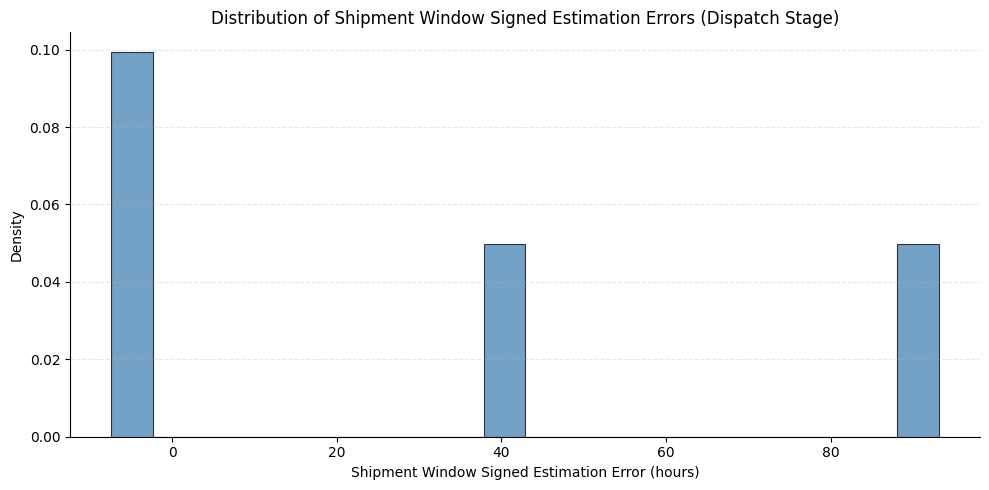 Distribution of Shipment Window Signed Estimation Errors (Dispatch Stage)
0.10
0.08
0.06
0.04
0.02
0.00
Density
0 20 40 60 80
Shipment Window Signed Estimation Error (hours)